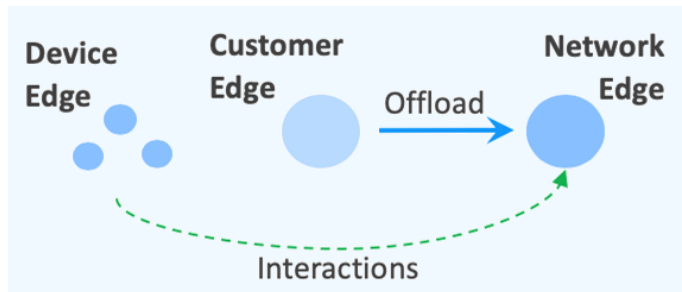 Device
Edge
Customer
Edge
Offload
Network
Edge
Interactions